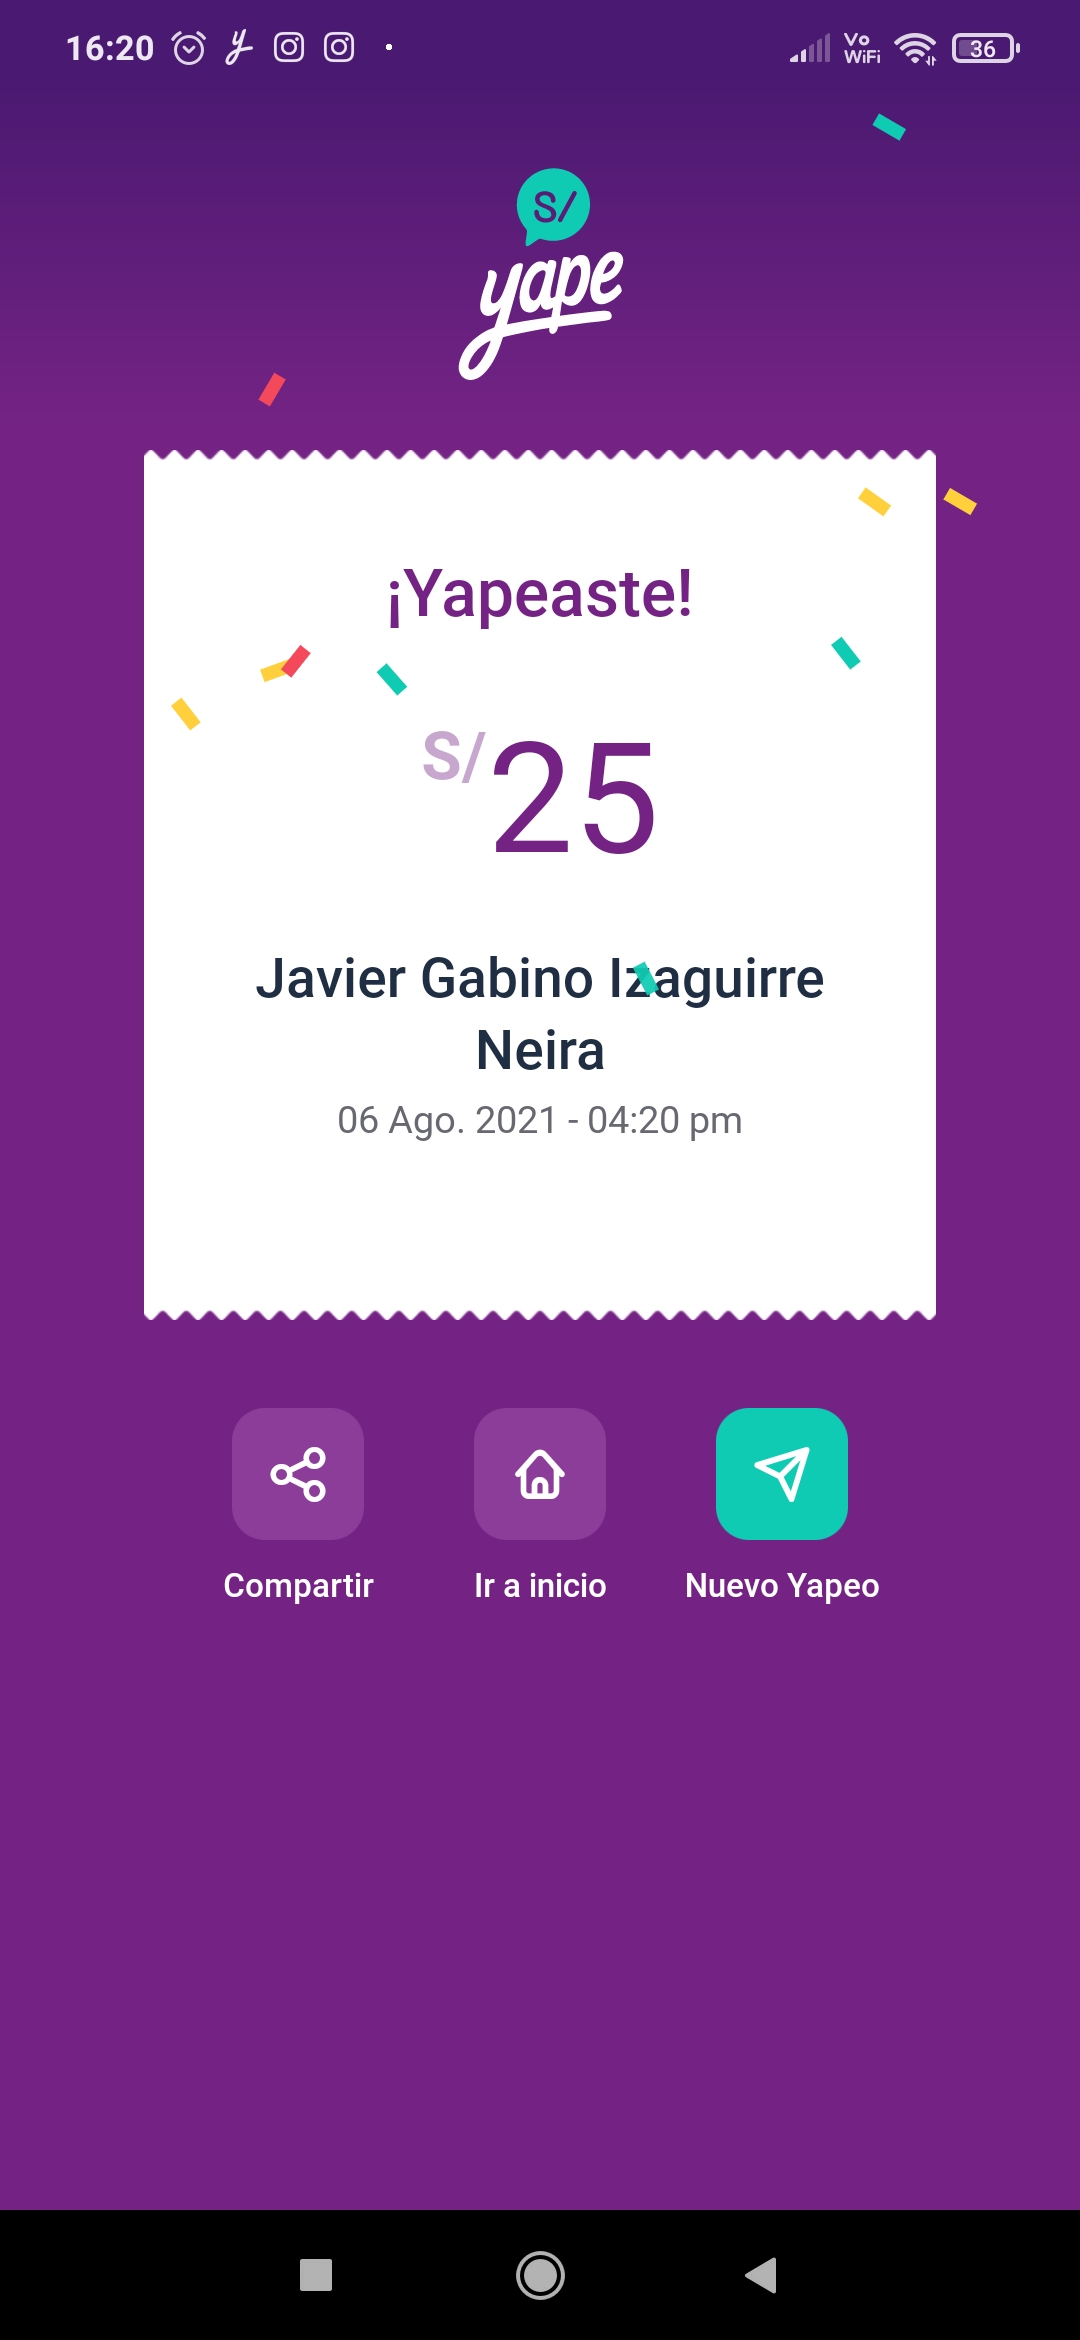 16:20
Vo
WiFi
36
S/
yape
¡Yapeaste!
S/25
Javier Gabino Izaguirre
Neira
06 Ago. 2021 - 04:20 pm
Compartir Ir a inicio Nuevo Yapeo